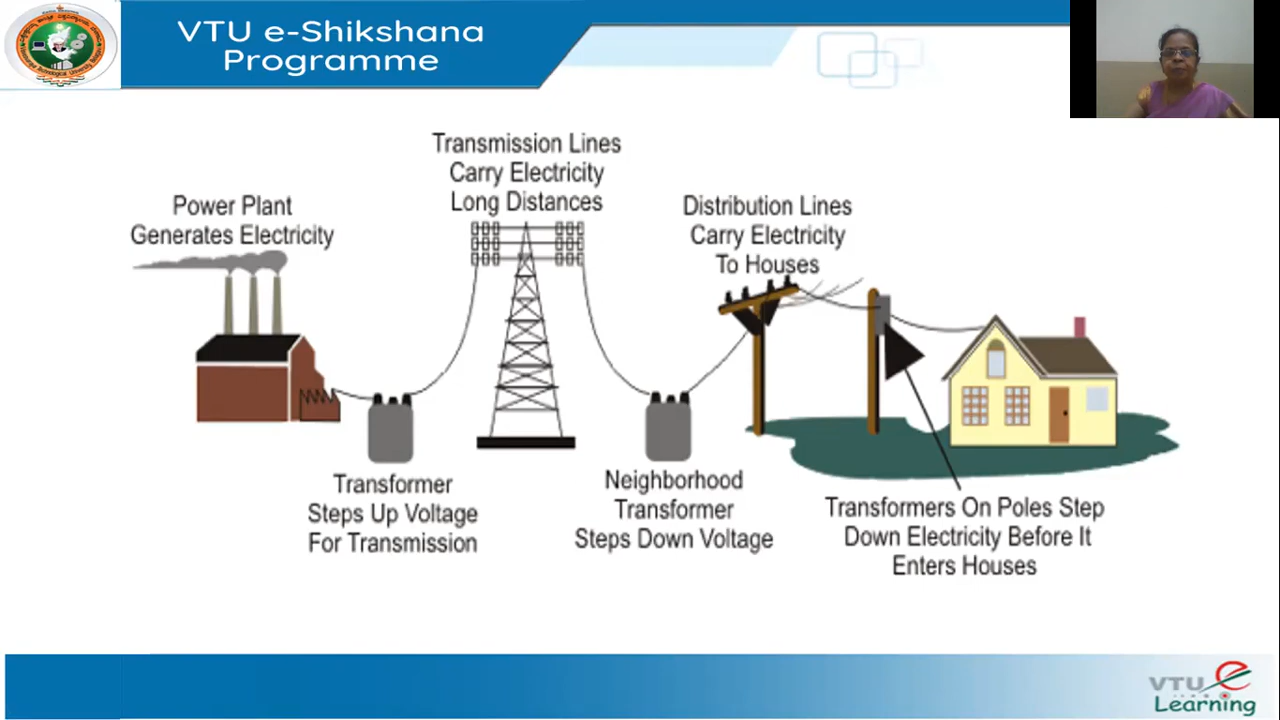 VTU e-Shikshana
Programme
Transmission Lines
Carry Electricity
Long Distances
Power Plant
Generates Electricity
Distribution Lines
Carry Electricity
To Houses
Transformer
Steps Up Voltage
For Transmission
Neighborhood
Transformer
Steps Down Voltage
Transformers On Poles Step
Down Electricity Before It
Enters Houses
VTU e
Learning